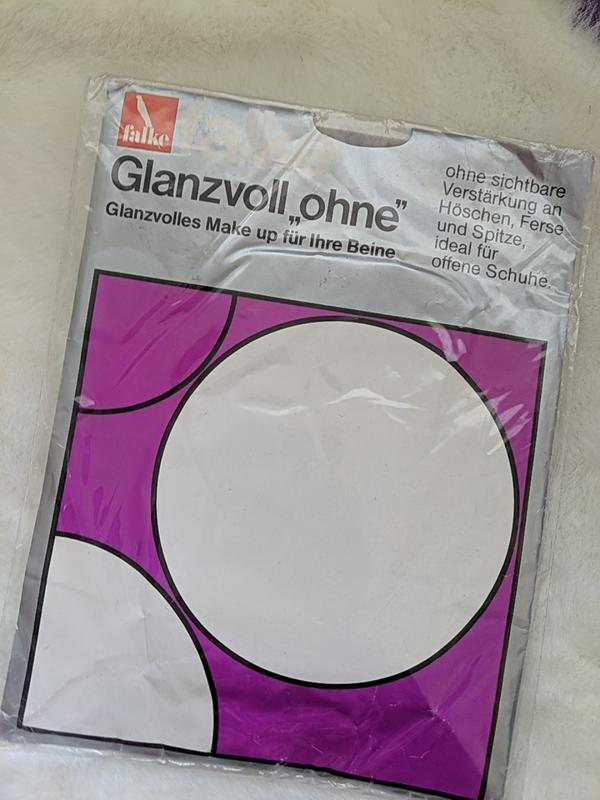 falke
falke
Glanzvoll „ohne”
Glanzvolles Make up für Ihre Beine
ohne sichtbare
Verstärkung an
Höschen, Ferse
und Spitze,
ideal für
offene Schuhe.